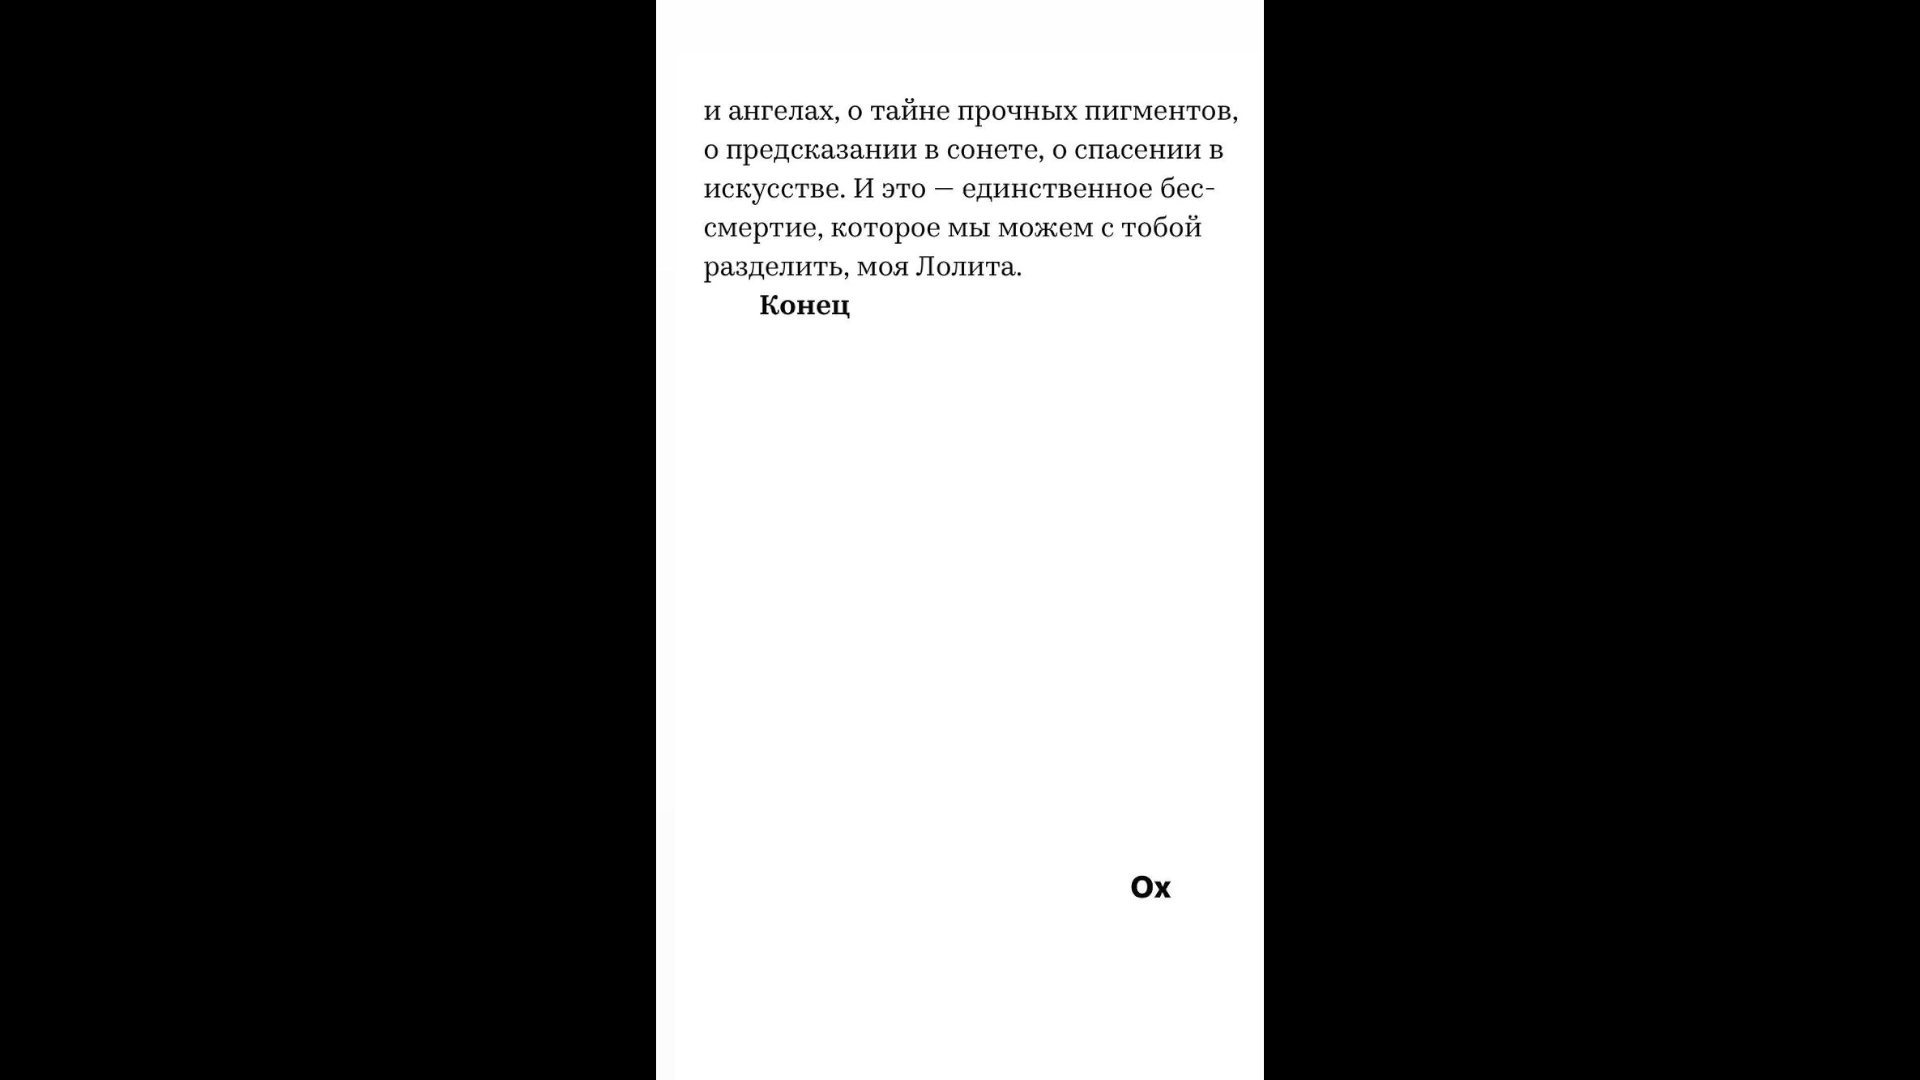 и ангелах, о тайне прочных пигментов,
о предсказании в сонете, о спасении в
искусстве. И это — единственное бес-
смертие, которое мы можем с тобой
разделить, моя Лолита.
Конец
Ох